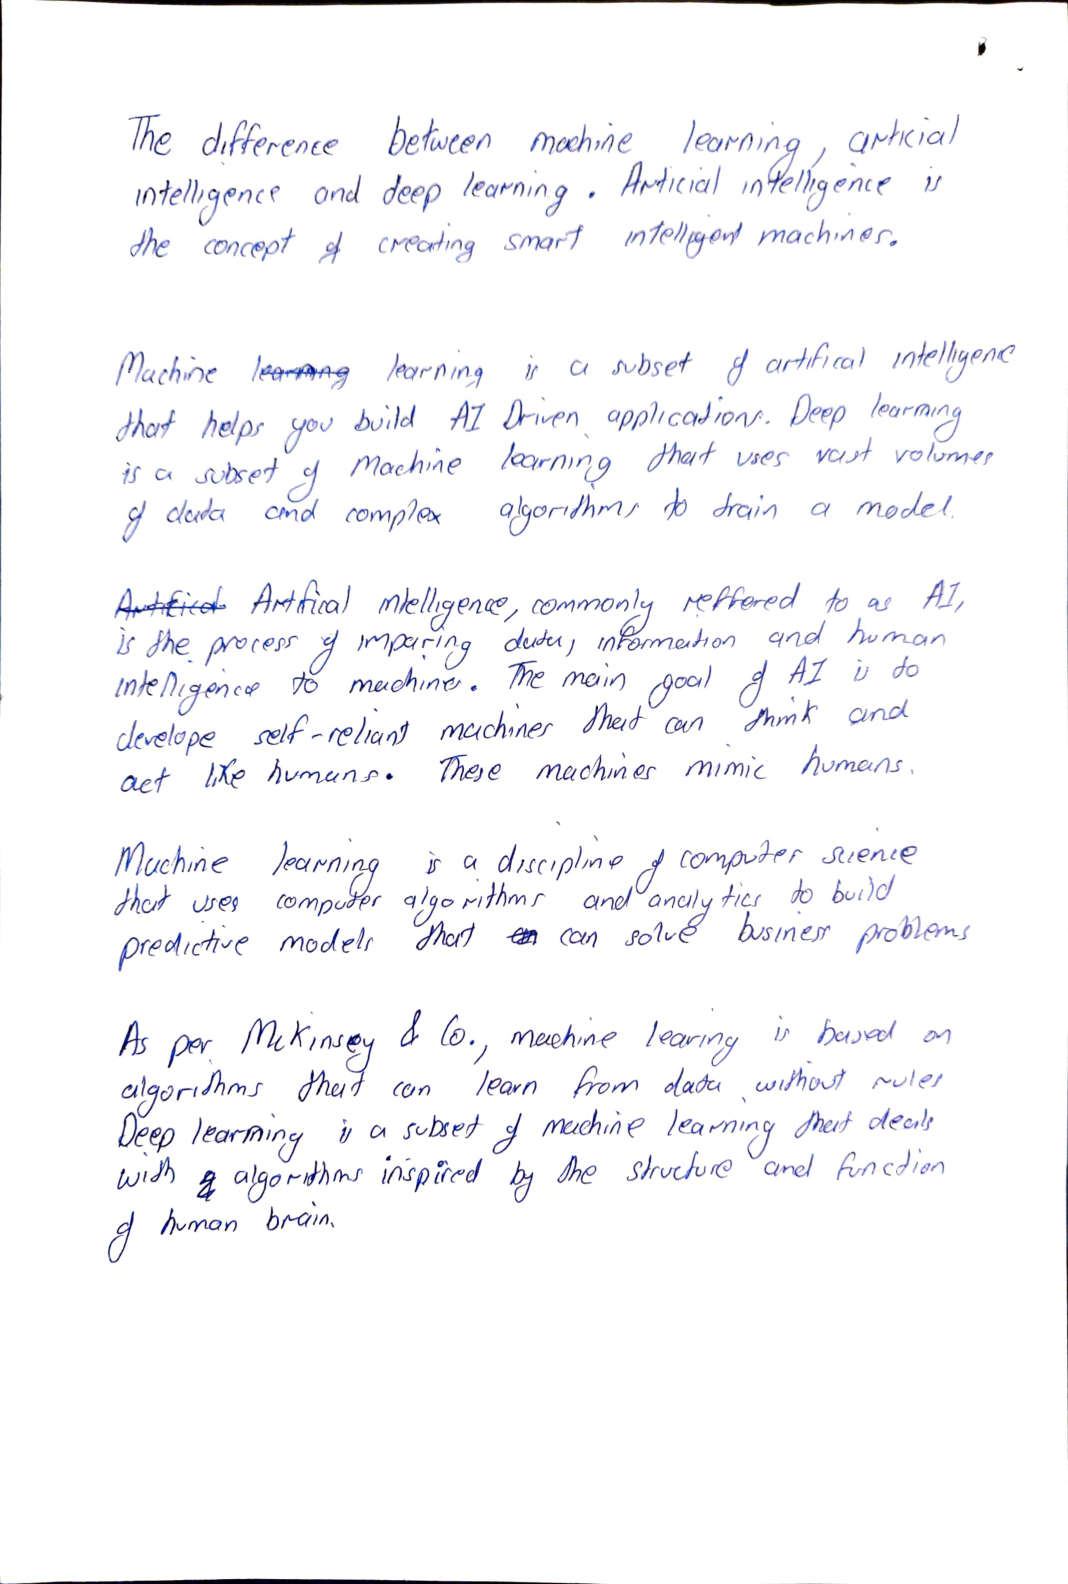 The difference between machine learning, articial
intelligence and deep learning. Articial intelligence is
the concept of creating smart intelligent machines.
Machine learning learning is a subset of artifical intelligence
that helps you build AI Driven applications. Deep learning
is a subset of Machine learning that uses vast volumes
of data and complex algorithms to train a model.
Artifical Artifical ntelligence, commonly reffered to as AI,
is the process of imparing data, information and human
intelligence to machines. The main goal of AI is to
develope self-reliant machines that can think and
act like humans. These machines mimic humans.
Machine learning is a discipline of computer science
that uses computer algorithms and analytics to build
predictive models that can solve business problems
As per McKinsey & Co., machine learing is based on
algorithms that can learn from data without rules
Deep learning is a subset of machine learning that deals
with algorithms inspired by the structure and function
of human brain.